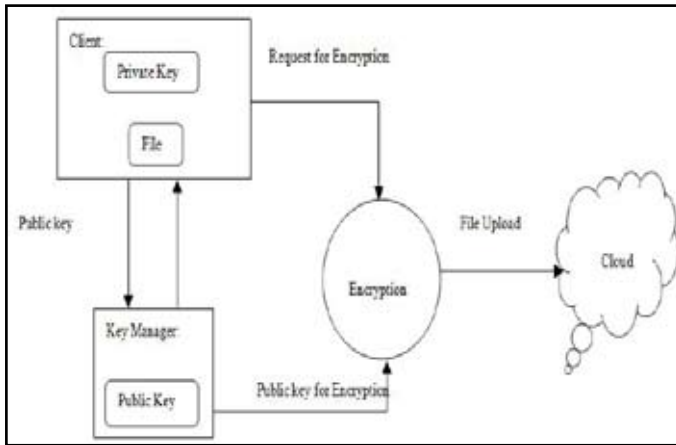 Client:
Private Key
File
Request for Encryption
Public key
Key Manager:
Public Key
Encryption
Public key for Encryption
File Upload
Cloud